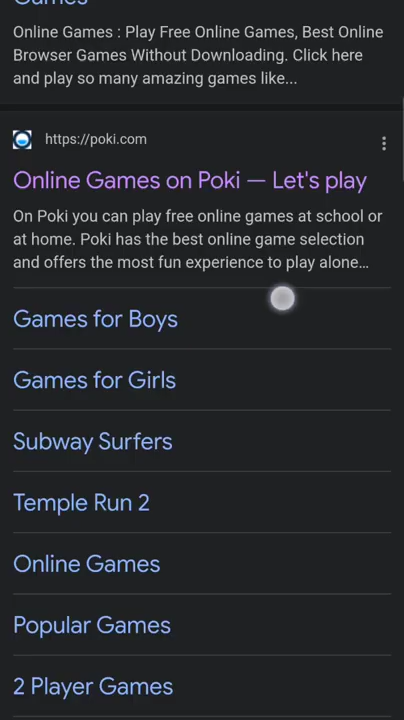 Games
Online Games : Play Free Online Games, Best Online
Browser Games Without Downloading. Click here
and play so many amazing games like...
https://poki.com
Online Games on Poki — Let's play
On Poki you can play free online games at school or
at home. Poki has the best online game selection
and offers the most fun experience to play alone...
Games for Boys
Games for Girls
Subway Surfers
Temple Run 2
Online Games
Popular Games
2 Player Games